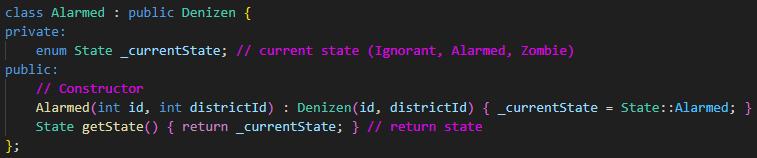 class Alarmed : public Denizen {
private:
    enum State _currentState; // current state (Ignorant, Alarmed, Zombie)
public:
    // Constructor
    Alarmed(int id, int districtId) : Denizen(id, districtId) { _currentState = State::Alarmed; }
    State getState() { return _currentState; } // return state
};